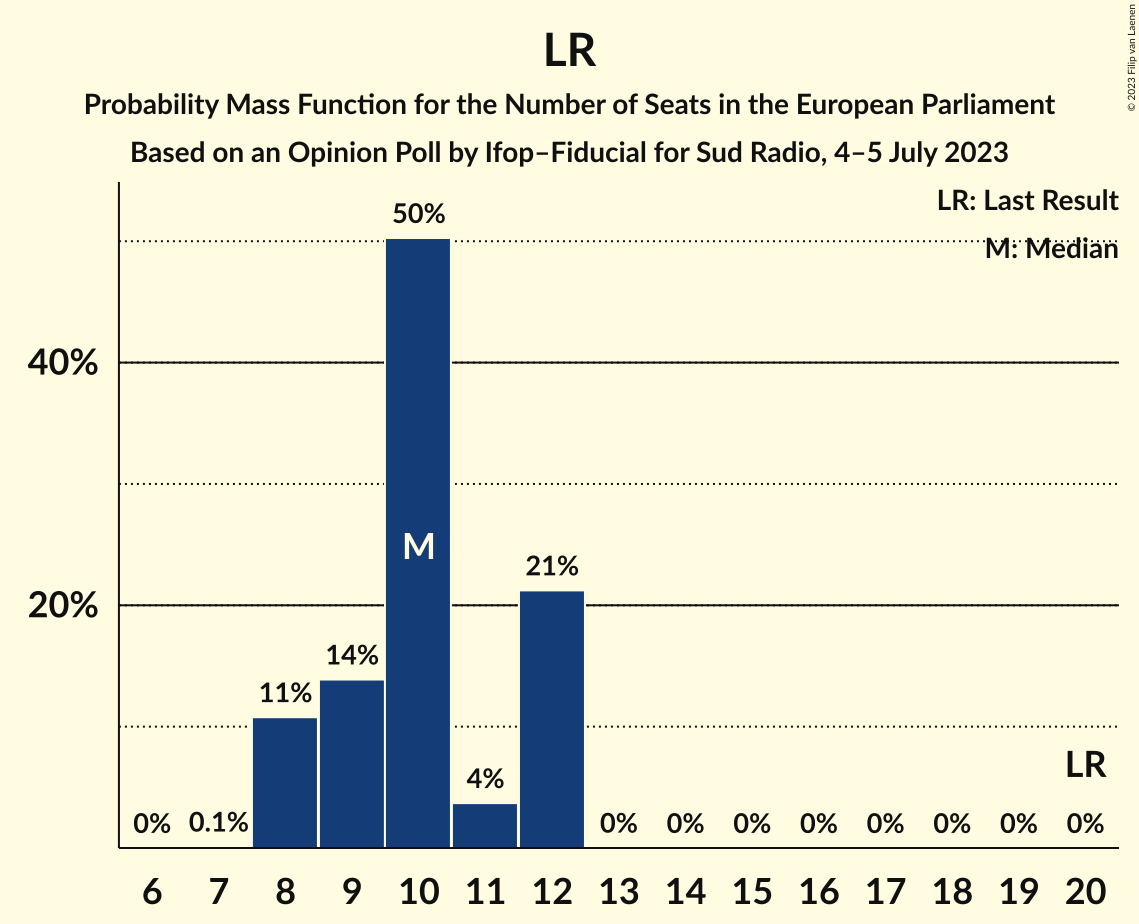 LR
Probability Mass Function for the Number of Seats in the European Parliament
Based on an Opinion Poll by Ifop–Fiducial for Sud Radio, 4–5 July 2023
© 2023 Filip van Laenen
LR: Last Result
M: Median
50%
40%
M
21%
20%
14%
11%
4%
LR
0% 0.1% 0% 0% 0% 0% 0% 0% 0% 0%
6 7 8 9 10 11 12 13 14 15 16 17 18 19 20